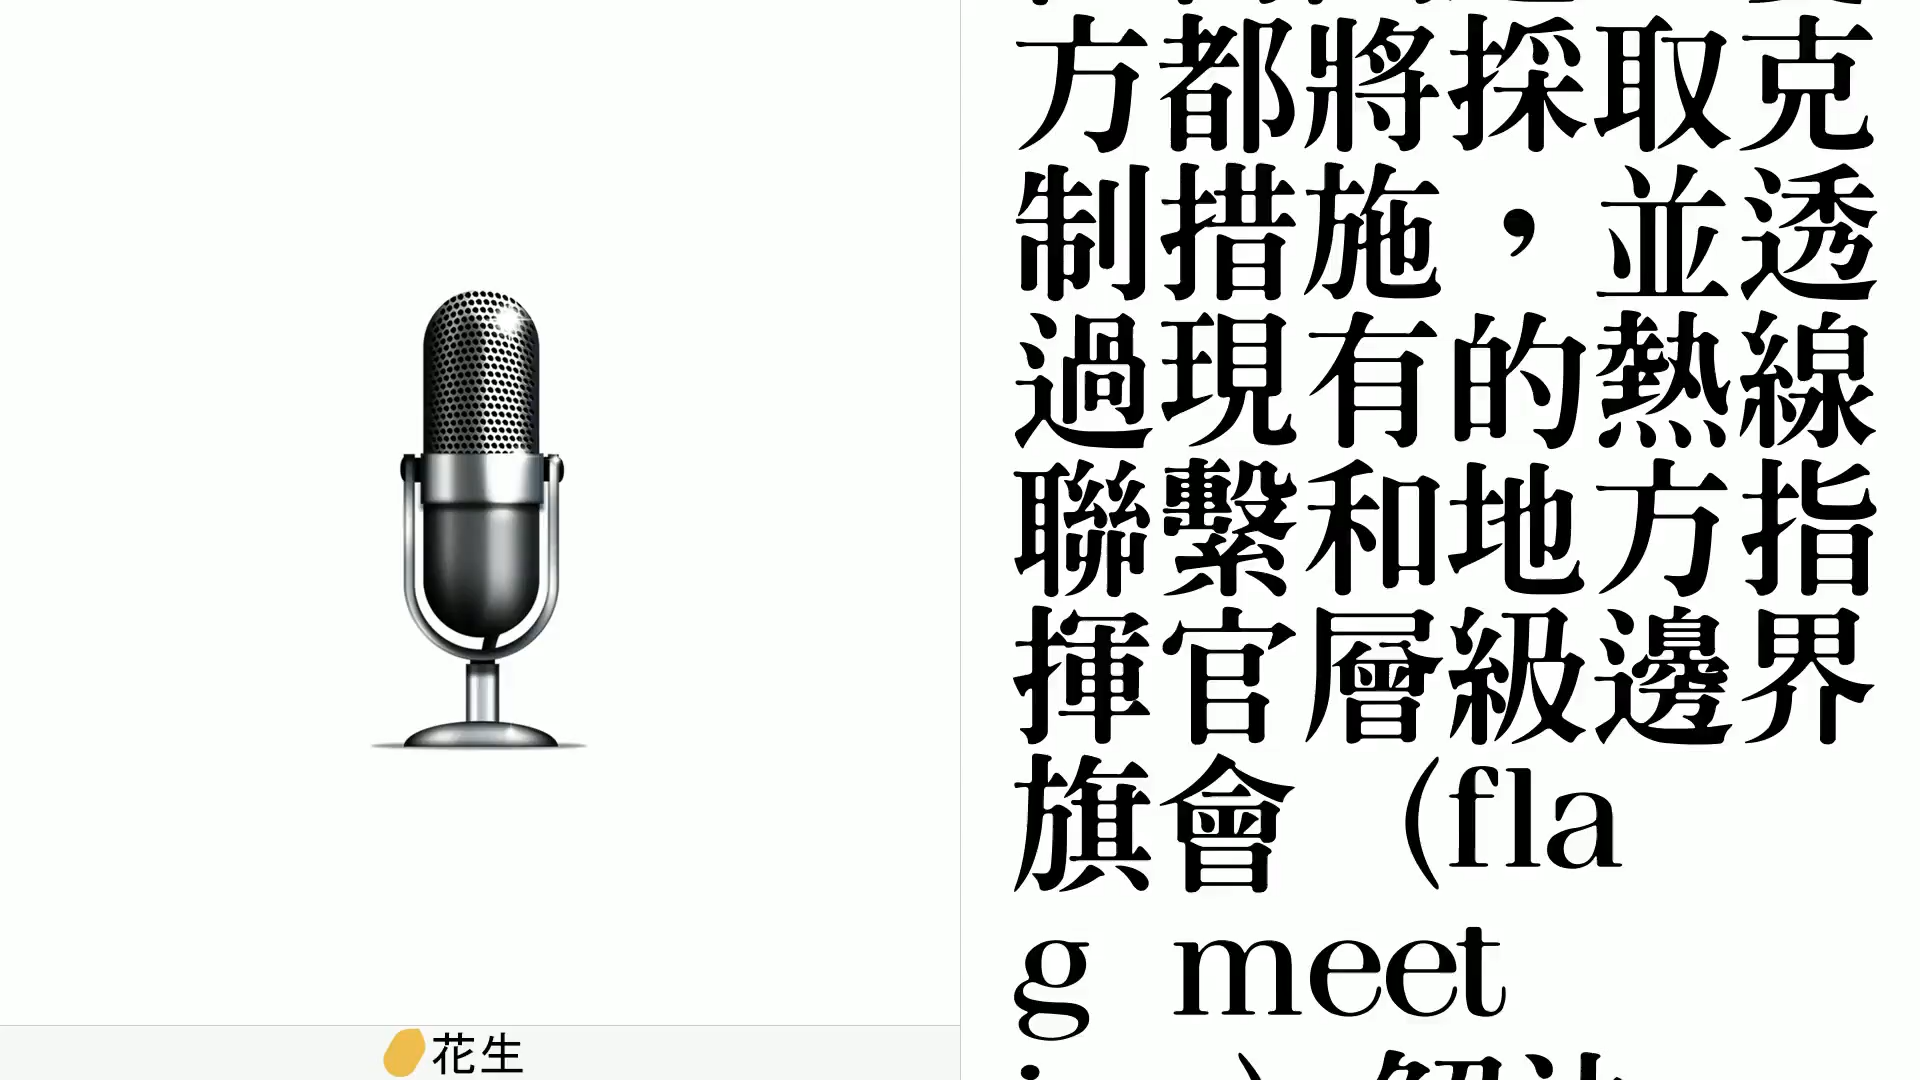 方都將採取克
制措施，並透
過現有的熱線
聯繫和地方指
揮官層級邊界
旗會（fla
g meet
花生